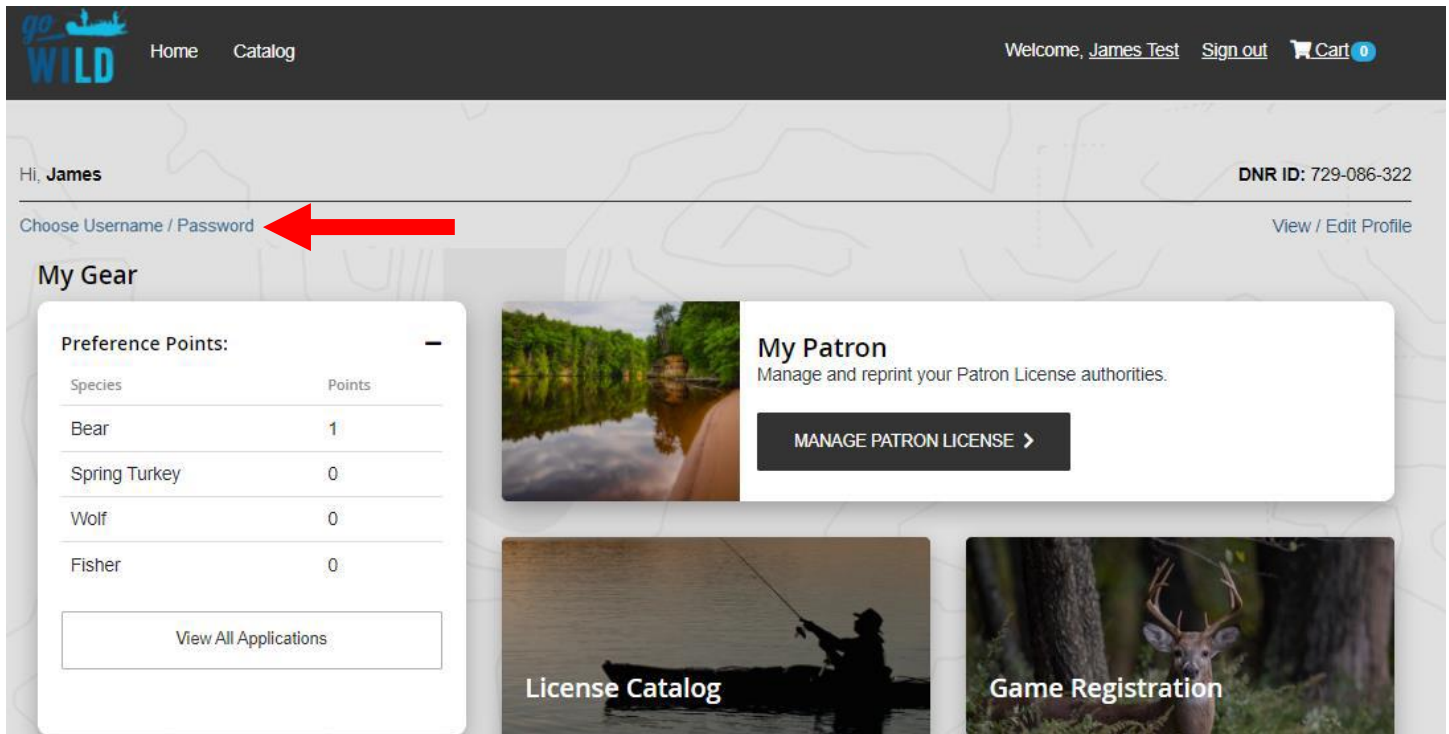 go
WILD
Home Catalog
Welcome, James Test Sign out Cart 0
Hi, James
DNR ID: 729-086-322
Choose Username / Password
View / Edit Profile
My Gear
Preference Points:
Species Points
Bear 1
Spring Turkey 0
Wolf 0
Fisher 0
View All Applications
My Patron
Manage and reprint your Patron License authorities.
MANAGE PATRON LICENSE
License Catalog
Game Registration